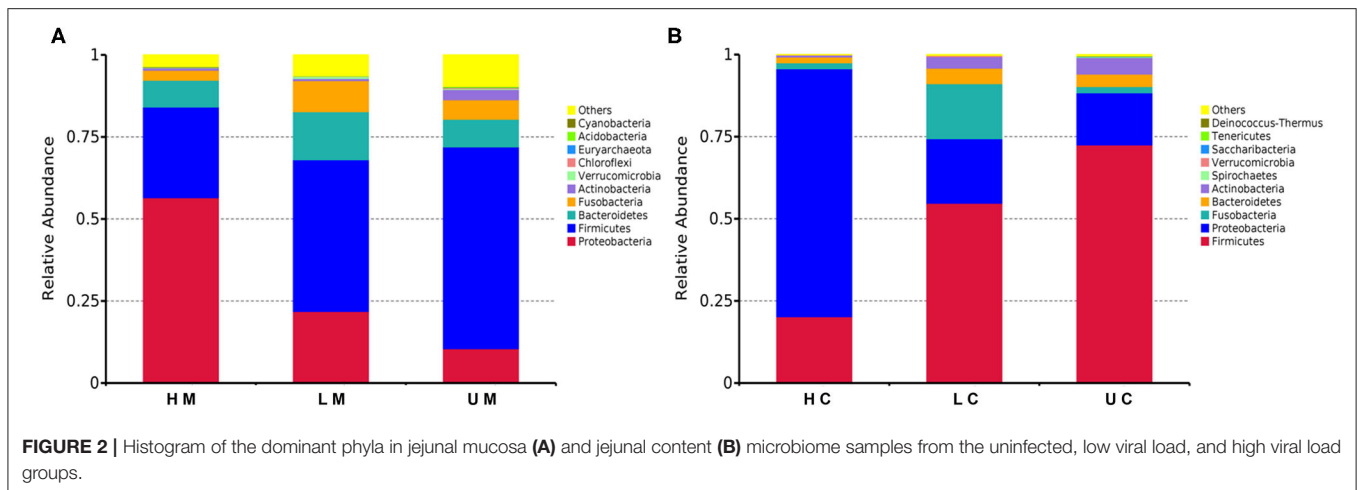 A
Relative Abundance
1
0.75
0.5
0.25
0
H M
L M
U M
Others
Cyanobacteria
Acidobacteria
Euryarchaeota
Chloroflexi
Verrucomicrobia
Actinobacteria
Fusobacteria
Bacteroidetes
Firmicutes
Proteobacteria
B
Relative Abundance
1
0.75
0.5
0.25
0
H C
L C
U C
Others
Deinococcus-Thermus
Tenericutes
Saccharibacteria
Verrucomicrobia
Spirochaetes
Actinobacteria
Bacteroidetes
Fusobacteria
Proteobacteria
Firmicutes
FIGURE 2 | Histogram of the dominant phyla in jejunal mucosa (A) and jejunal content (B) microbiome samples from the uninfected, low viral load, and high viral load
groups.